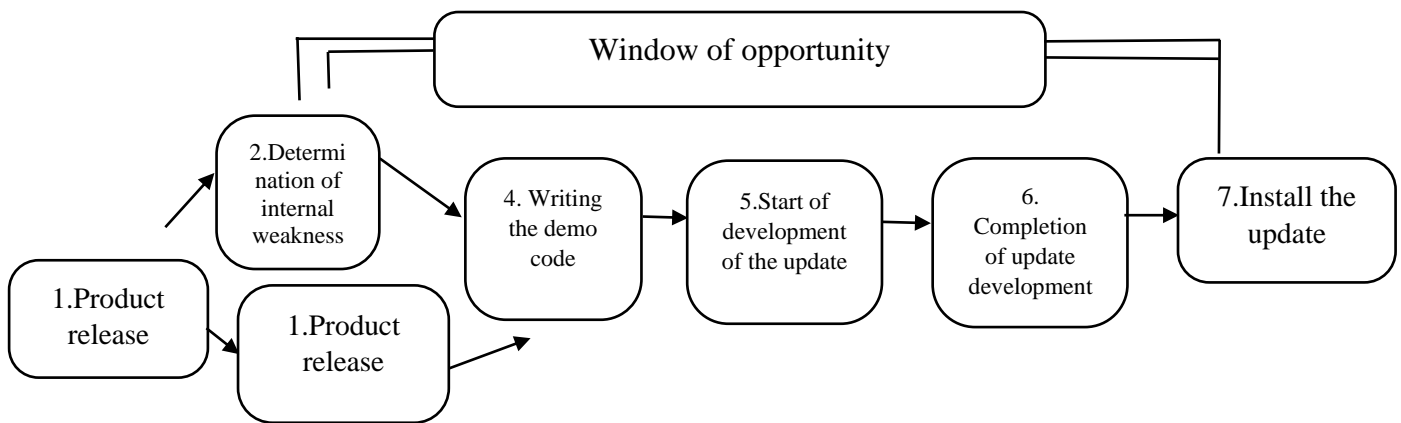 Window of opportunity
2.Determi
nation of
internal
weakness
4. Writing
the demo
code
5.Start of
development
of the update
6.
Completion
of update
development
7.Install the
update
1.Product
release
1.Product
release